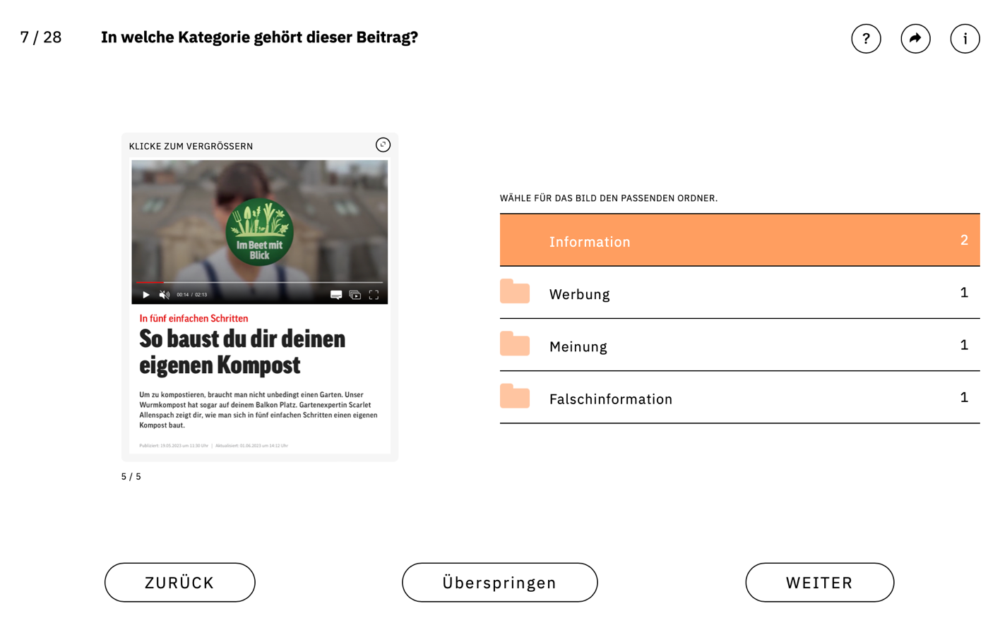 7 / 28
In welche Kategorie gehört dieser Beitrag?
?
i
KLICKE ZUM VERGRÖSSERN
Im Beet mit
Blick
00:14 / 02:13
In fünf einfachen Schritten
So baust du dir deinen
eigenen Kompost
Um zu kompostieren, braucht man nicht unbedingt einen Garten. Unser
Wurmkompost hat sogar auf deinem Balkon Platz. Gartenexpertin Scarlet
Allenspach zeigt dir, wie man sich in fünf einfachen Schritten einen eigenen
Kompost baut.
Publiziert: 19.05.2023 um 11:30 Uhr | Aktualisiert: 01.06.2023 um 14:12 Uhr
5 / 5
WÄHLE FÜR DAS BILD DEN PASSENDEN ORDNER.
Information 2
Werbung 1
Meinung 1
Falschinformation 1
ZURÜCK
Überspringen
WEITER